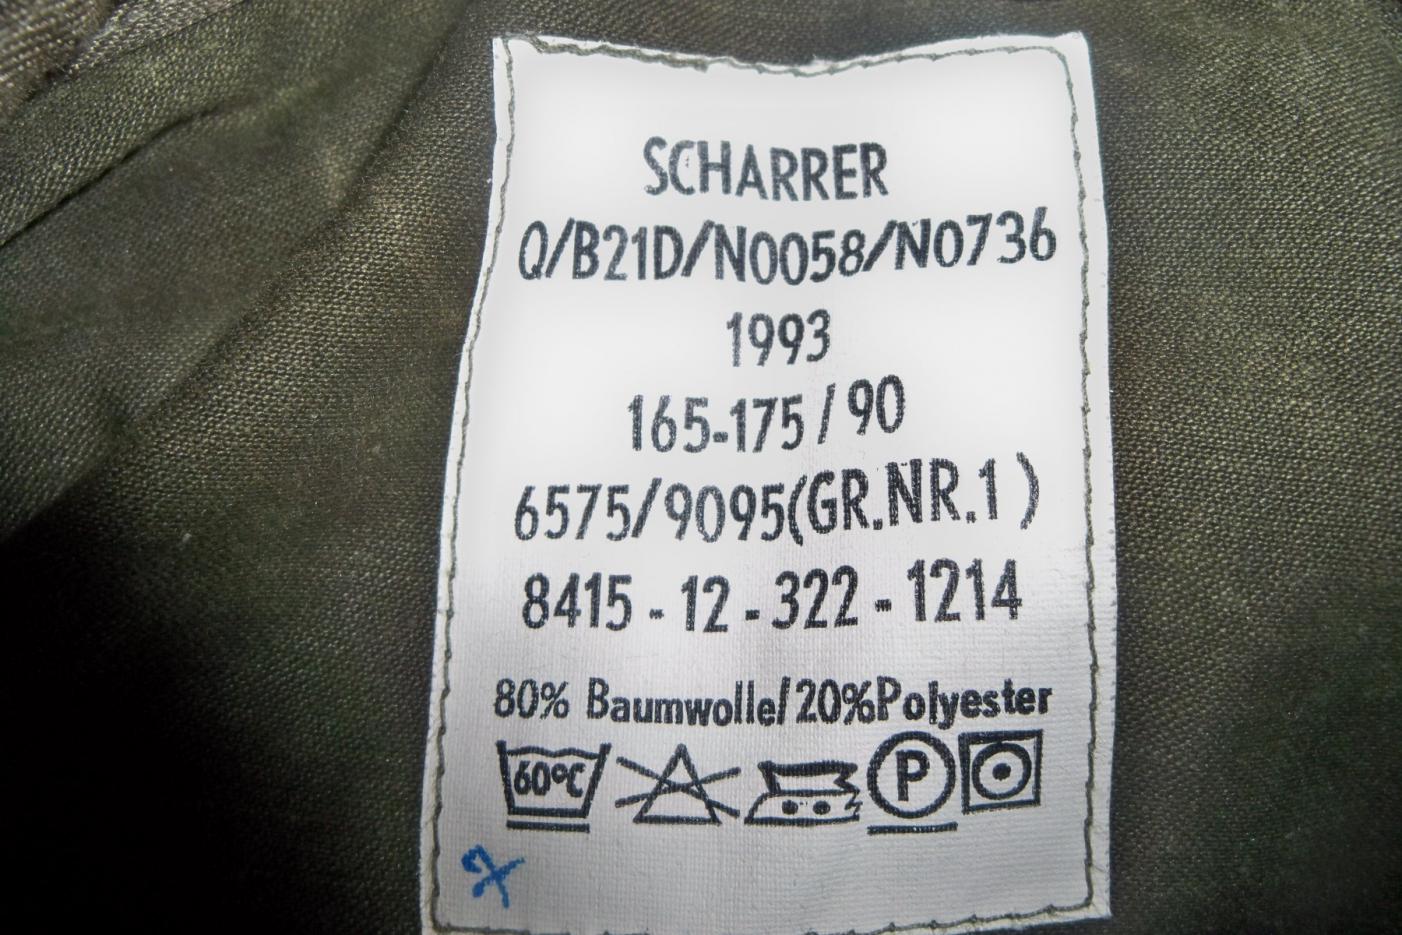 SCHARRER
Q/B21D/N0058/N0736
1993
165-175/90
6575/9095(GR.NR.1)
8415-12-322-1214
80% Baumwolle/20%Polyester
60°C P